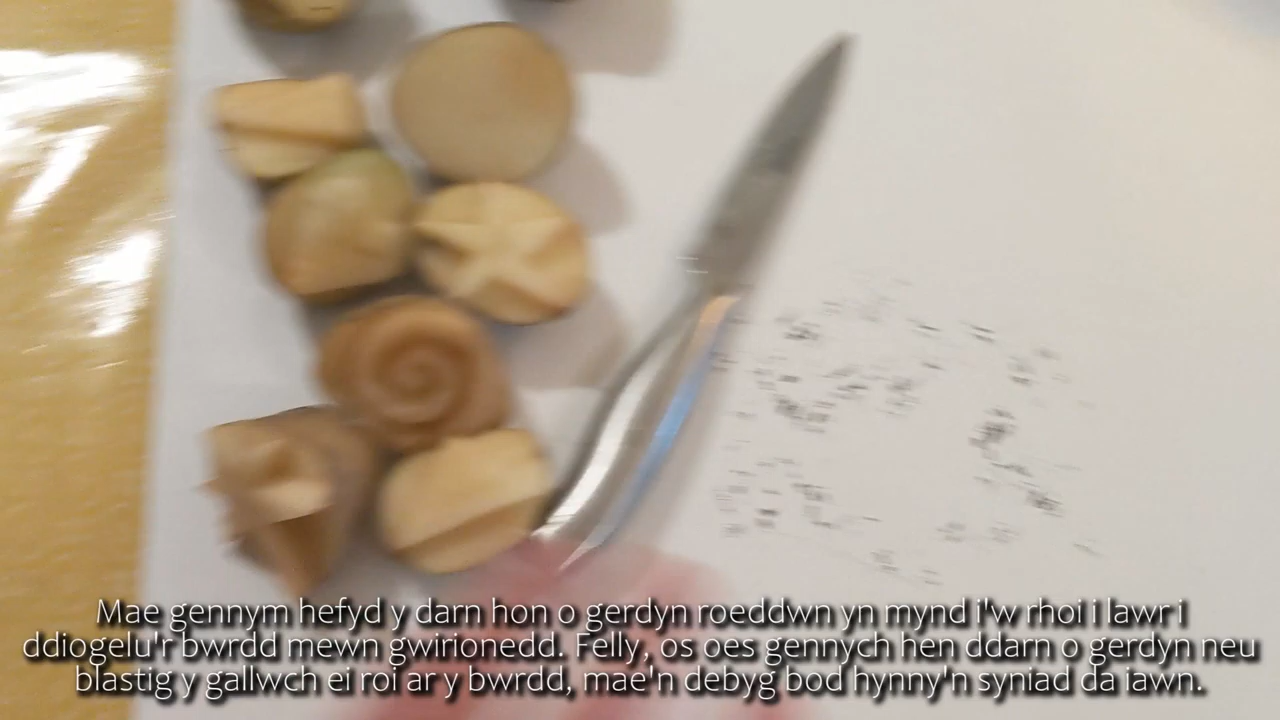 Mae gennym hefyd y darn hon o gerdyn roeddwn yn mynd i'w rhoi i lawr i
ddiogelu'r bwrdd mewn gwirionedd. Felly, os oes gennych hen ddarn o gerdyn neu
blastig y gallwch ei roi ar y bwrdd, mae'n debyg bod hynny'n syniad da iawn.